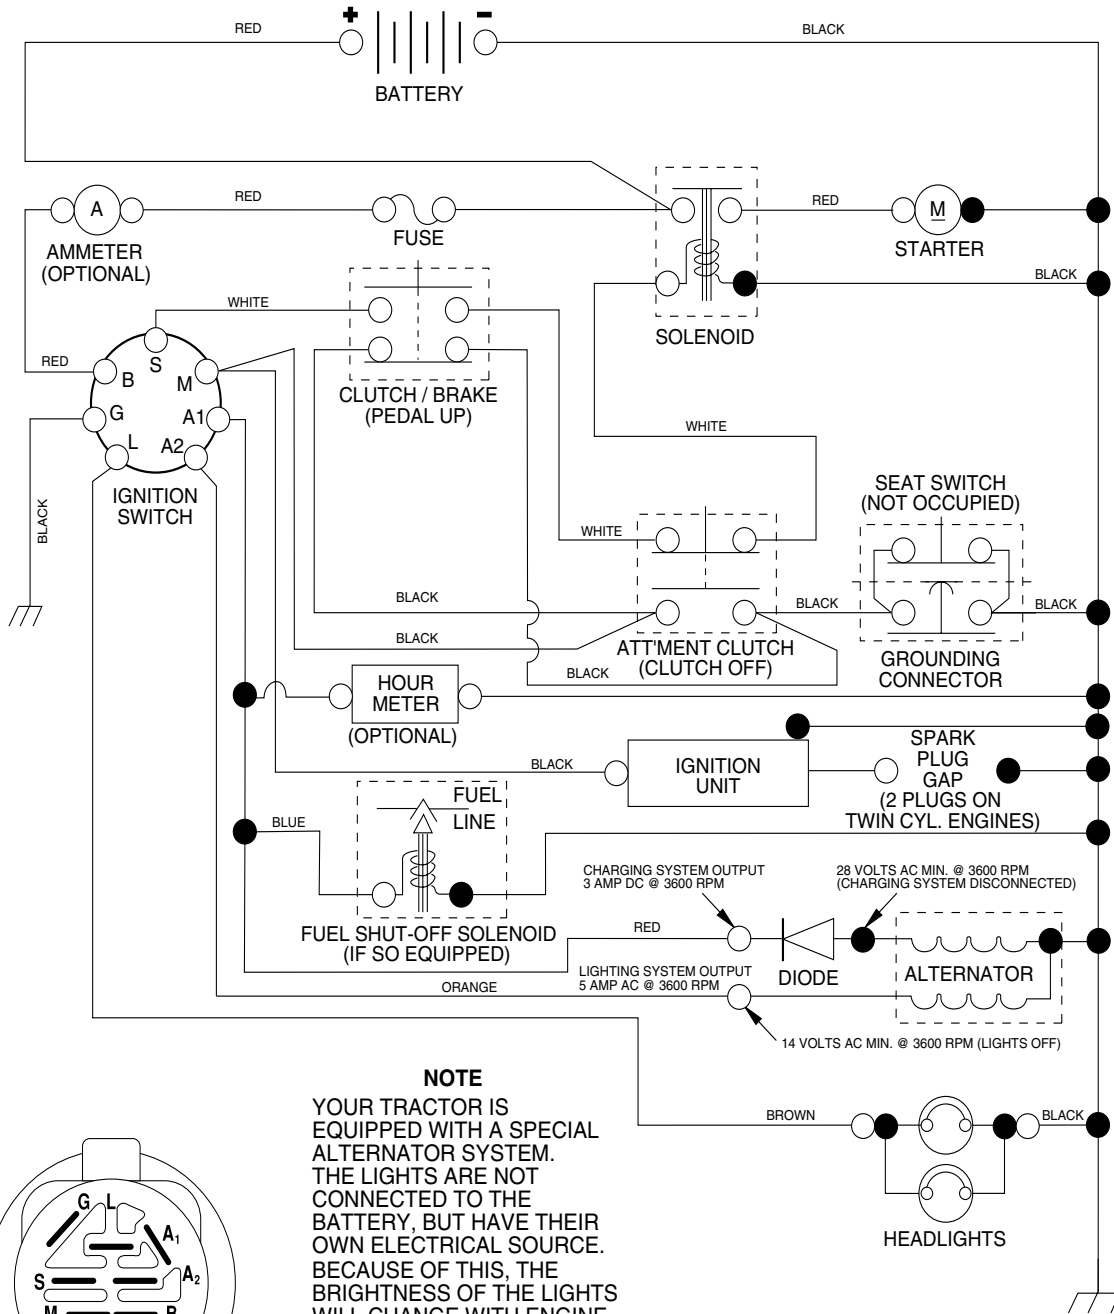 RED
+
-
BLACK
BATTERY
A
AMMETER
(OPTIONAL)
RED
FUSE
RED
M
STARTER
SOLENOID
BLACK
WHITE
RED
S
B
M
G
A1
L
A2
IGNITION
SWITCH
BLACK
CLUTCH / BRAKE
(PEDAL UP)
WHITE
WHITE
SEAT SWITCH
(NOT OCCUPIED)
BLACK
BLACK
BLACK
BLACK
ATT'MENT CLUTCH
(CLUTCH OFF)
BLACK
GROUNDING
CONNECTOR
HOUR
METER
(OPTIONAL)
BLACK
IGNITION
UNIT
SPARK
PLUG
GAP
(2 PLUGS ON
TWIN CYL. ENGINES)
BLUE
FUEL
LINE
FUEL SHUT-OFF SOLENOID
(IF SO EQUIPPED)
CHARGING SYSTEM OUTPUT
3 AMP DC @ 3600 RPM
28 VOLTS AC MIN. @ 3600 RPM
(CHARGING SYSTEM DISCONNECTED)
RED
DIODE
ALTERNATOR
LIGHTING SYSTEM OUTPUT
5 AMP AC @ 3600 RPM
ORANGE
14 VOLTS AC MIN. @ 3600 RPM (LIGHTS OFF)
BROWN
BLACK
HEADLIGHTS
NOTE
YOUR TRACTOR IS
EQUIPPED WITH A SPECIAL
ALTERNATOR SYSTEM.
THE LIGHTS ARE NOT
CONNECTED TO THE
BATTERY, BUT HAVE THEIR
OWN ELECTRICAL SOURCE.
BECAUSE OF THIS, THE
BRIGHTNESS OF THE LIGHTS
WILL CHANGE WITH ENGINE
G
L
A1
A2
S
M
B